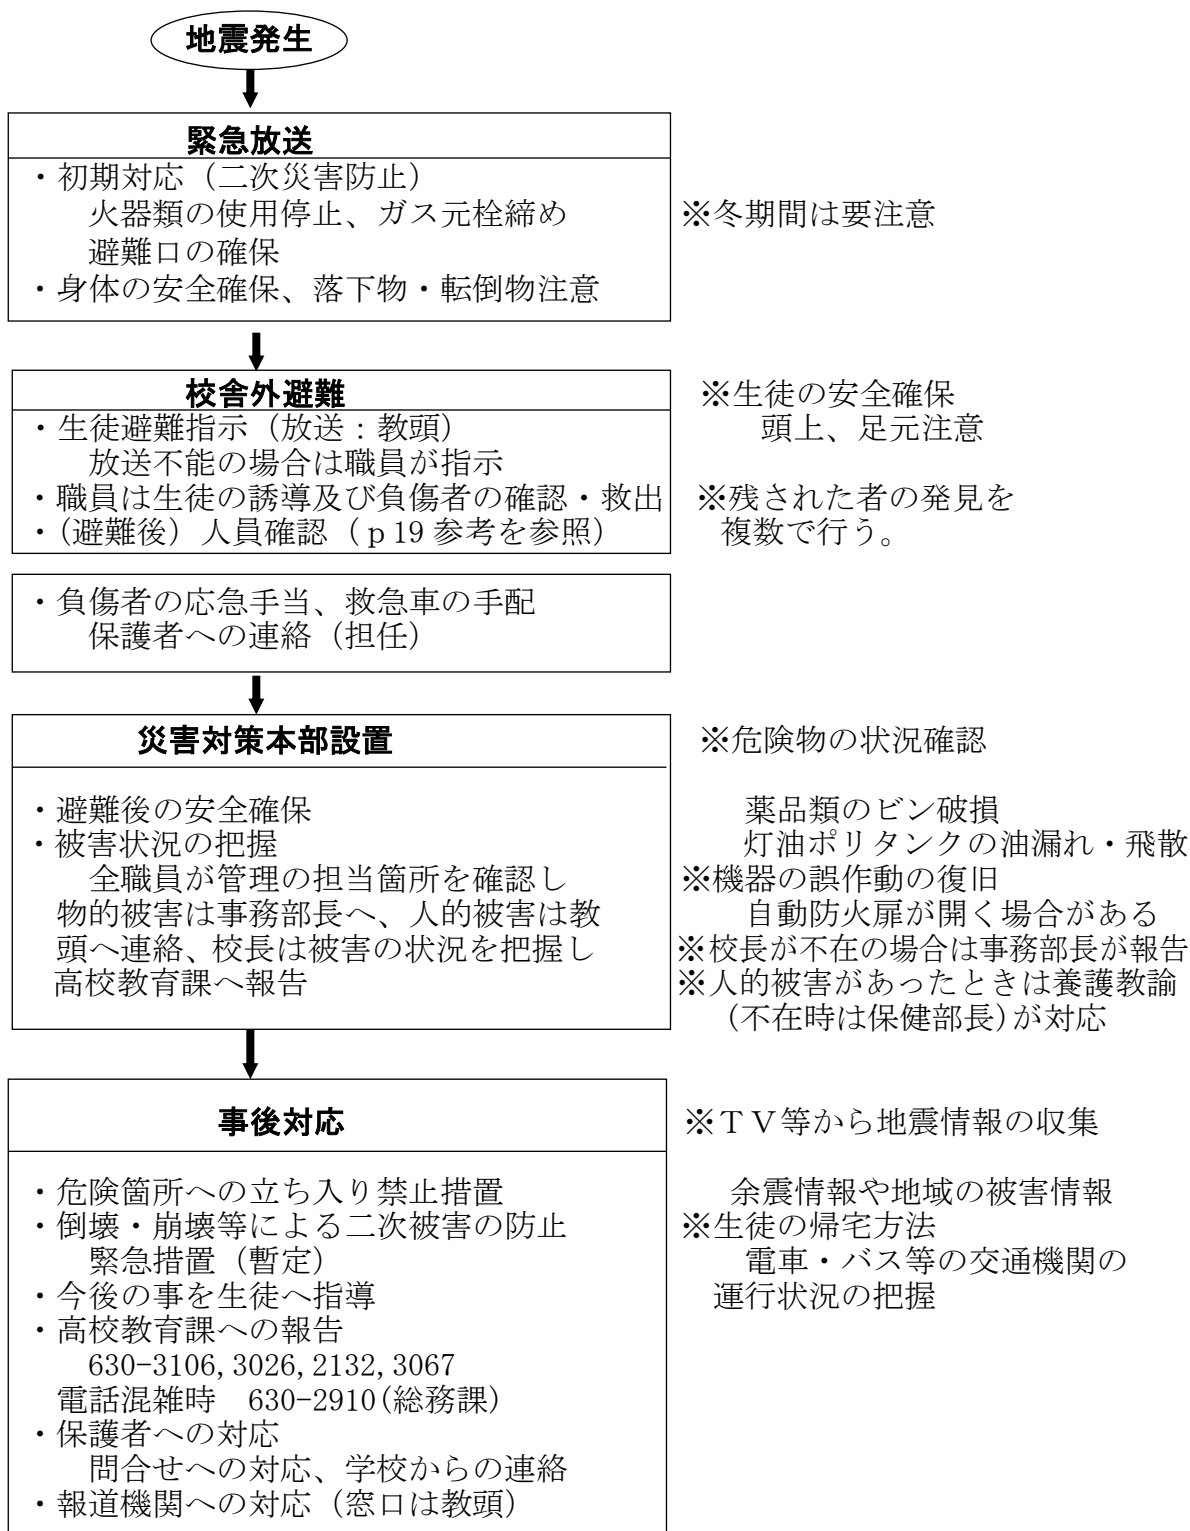 地震発生
緊急放送
・初期対応（二次災害防止）
火器類の使用停止、ガス元栓締め
※冬期間は要注意
避難口の確保
・身体の安全確保、落下物・転倒物注意
校舎外避難
※生徒の安全確保
・生徒避難指示（放送：教頭）
頭上、足元注意
放送不能の場合は職員が指示
・職員は生徒の誘導及び負傷者の確認・救出
※残された者の発見を
・(避難後）人員確認（ｐ19 参考を参照）
複数で行う。
・負傷者の応急手当、救急車の手配
保護者への連絡（担任）
災害対策本部設置
※危険物の状況確認
・避難後の安全確保
薬品類のビン破損
・被害状況の把握
灯油ポリタンクの油漏れ・飛散
全職員が管理の担当箇所を確認し
※機器の誤作動の復旧
物的被害は事務部長へ、人的被害は教
自動防火扉が開く場合がある
頭へ連絡、校長は被害の状況を把握し
※校長が不在の場合は事務部長が報告
高校教育課へ報告
※人的被害があったときは養護教諭
(不在時は保健部長)が対応
事後対応
※ＴＶ等から地震情報の収集
・危険箇所への立ち入り禁止措置
余震情報や地域の被害情報
・倒壊・崩壊等による二次被害の防止
※生徒の帰宅方法
緊急措置（暫定）
電車・バス等の交通機関の
・今後の事を生徒へ指導
運行状況の把握
・高校教育課への報告
630-3106,3026,2132,3067
電話混雑時　630-2910(総務課)
・保護者への対応
問合せへの対応、学校からの連絡
・報道機関への対応（窓口は教頭）